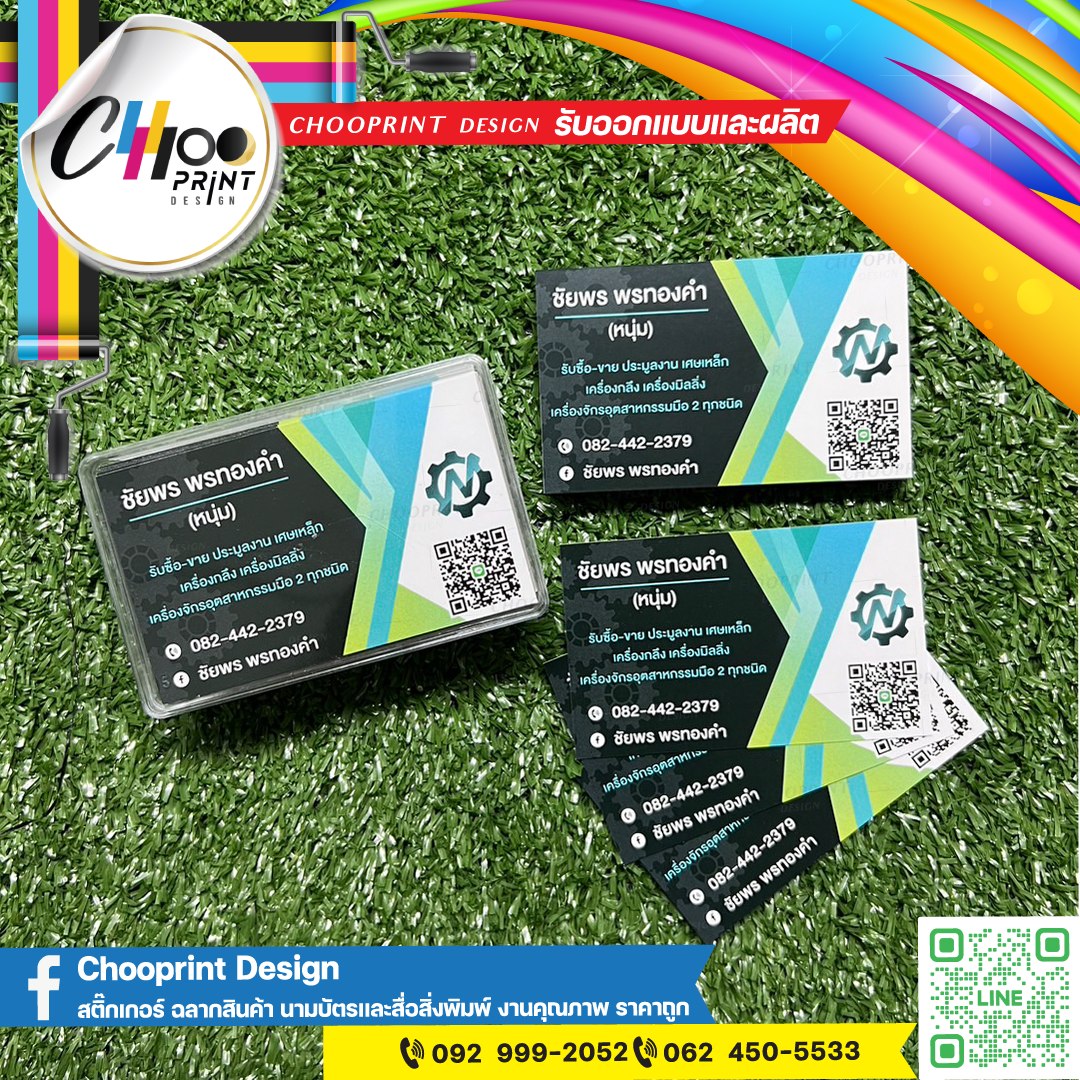 CHOO
PRINT
DESIGN
CHOOPRINT DESIGN รับออกแบบและผลิต
ชัยพร พรทองคำ
(หนุ่ม)
รับซื้อ-ขาย ประมูลงาน เศษเหล็ก
เครื่องกลึง เครื่องมิลลิ่ง
เครื่องจักรอุตสาหกรรมมือ 2 ทุกชนิด
082-442-2379
ชัยพร พรทองคำ
ชัยพร พรทองคำ
(หนุ่ม)
รับซื้อ-ขาย ประมูลงาน เศษเหล็ก
เครื่องกลึง เครื่องมิลลิ่ง
เครื่องจักรอุตสาหกรรมมือ 2 ทุกชนิด
082-442-2379
ชัยพร พรทองคำ
ชัยพร พรทองคำ
(หนุ่ม)
รับซื้อ-ขาย ประมูลงาน เศษเหล็ก
เครื่องกลึง เครื่องมิลลิ่ง
เครื่องจักรอุตสาหกรรมมือ 2 ทุกชนิด
082-442-2379
ชัยพร พรทองคำ
082-442-2379
ชัยพร พรทองคำ
082-442-2379
ชัยพร พรทองคำ
Chooprint Design
สติ๊กเกอร์ ฉลากสินค้า นามบัตรและสื่อสิ่งพิมพ์ งานคุณภาพ ราคาถูก
092 999-2052 062 450-5533
LINE